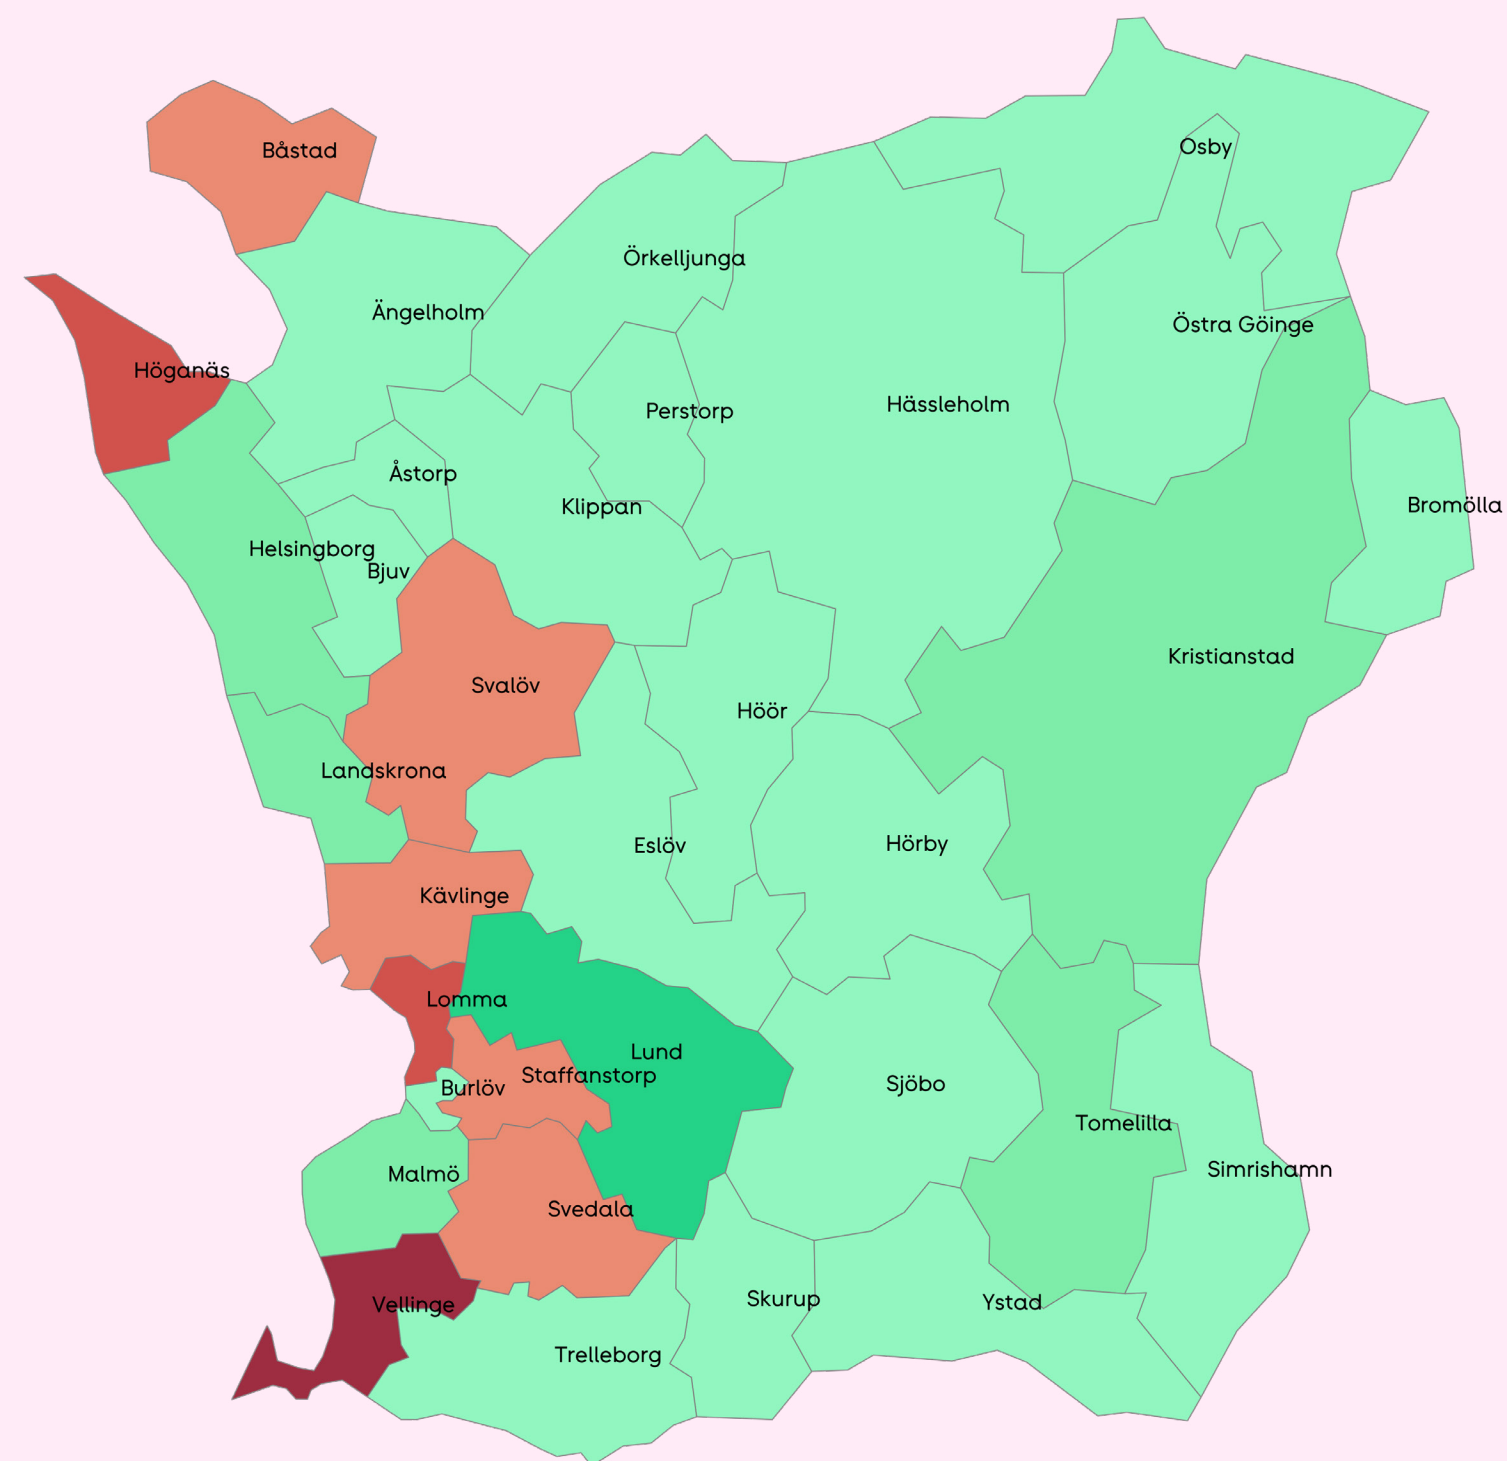 Osby
Båstad
Örkelljunga
Ängelholm
Östra Göinge
Höganäs
Hässleholm
Perstorp
Åstorp
Klippan
Bromölla
Helsingborg
Bjuv
Kristianstad
Svalöv
Höör
Landskrona
Eslöv
Hörby
Kävlinge
Lomma
Lund
Staffanstorp
Burlöv
Sjöbo
Tomelilla
Malmö
Simrishamn
Svedala
Skurup
Ystad
Vellinge
Trelleborg